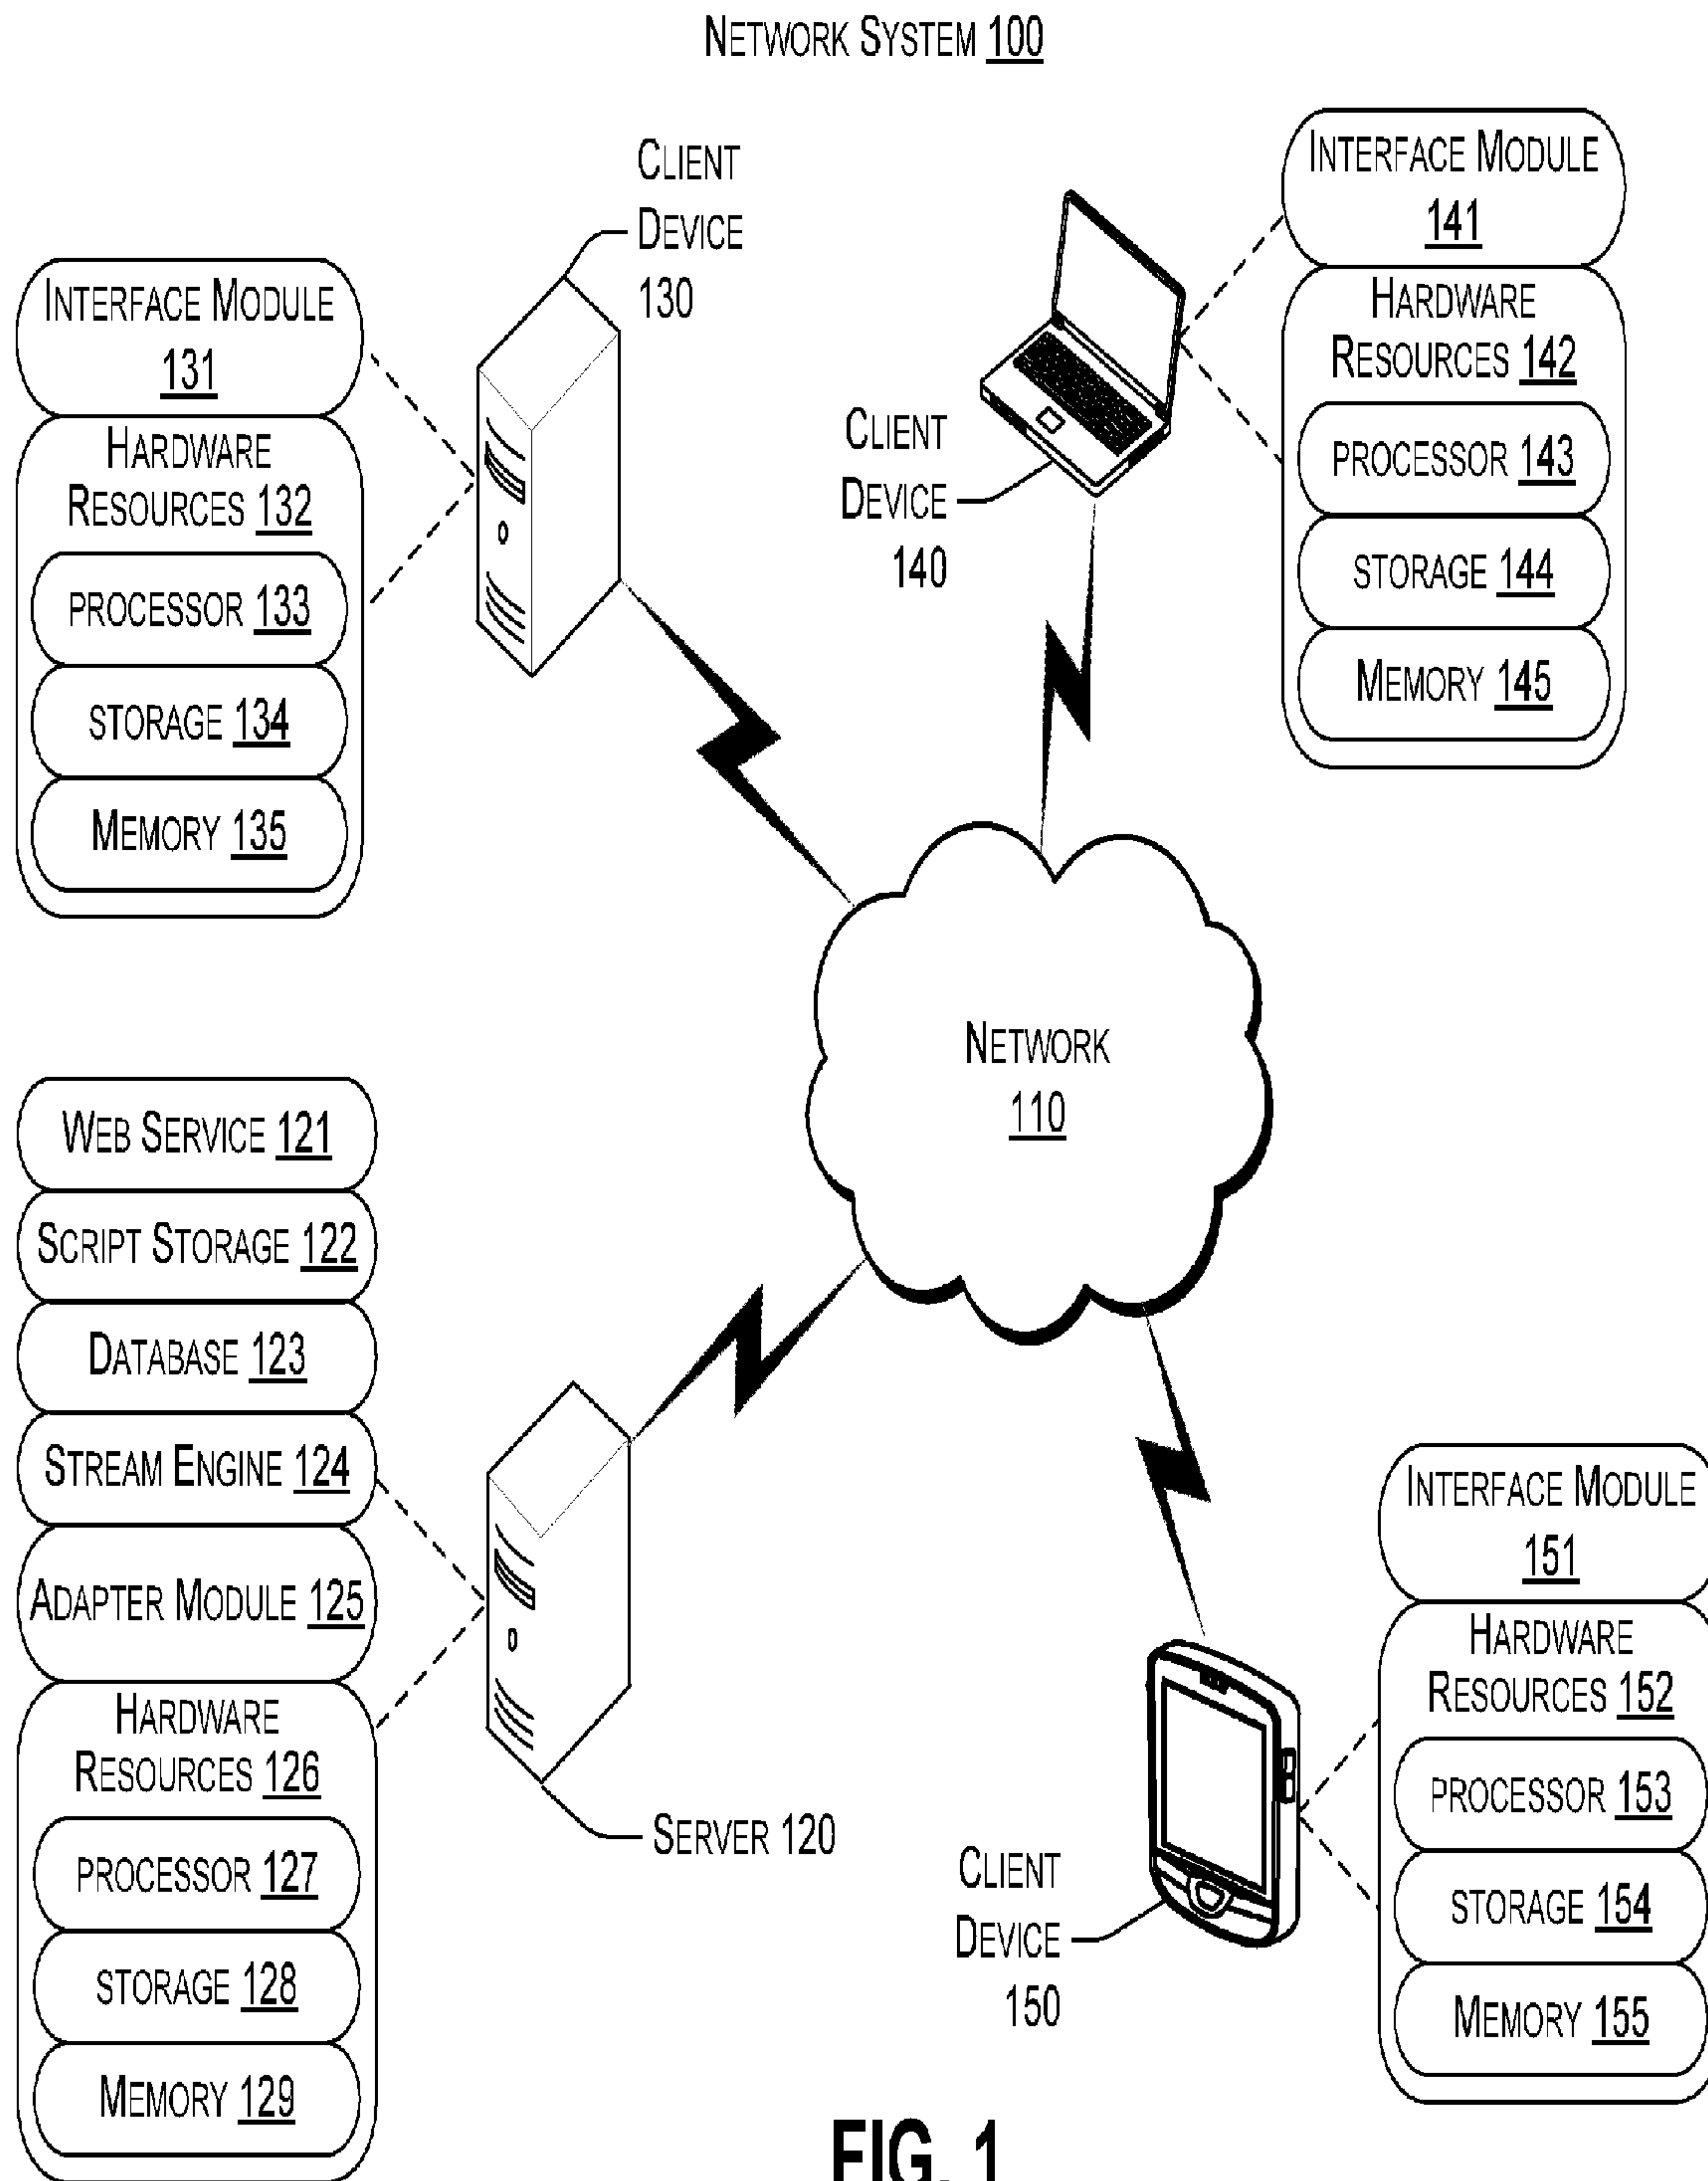 NETWORK SYSTEM 100
CLIENT
DEVICE
130
INTERFACE MODULE
131
HARDWARE
RESOURCES 132
PROCESSOR 133
STORAGE 134
MEMORY 135
CLIENT
DEVICE
140
INTERFACE MODULE
141
HARDWARE
RESOURCES 142
PROCESSOR 143
STORAGE 144
MEMORY 145
NETWORK
110
WEB SERVICE 121
SCRIPT STORAGE 122
DATABASE 123
STREAM ENGINE 124
ADAPTER MODULE 125
HARDWARE
RESOURCES 126
PROCESSOR 127
STORAGE 128
MEMORY 129
SERVER 120
CLIENT
DEVICE
150
INTERFACE MODULE
151
HARDWARE
RESOURCES 152
PROCESSOR 153
STORAGE 154
MEMORY 155
FIG. 1